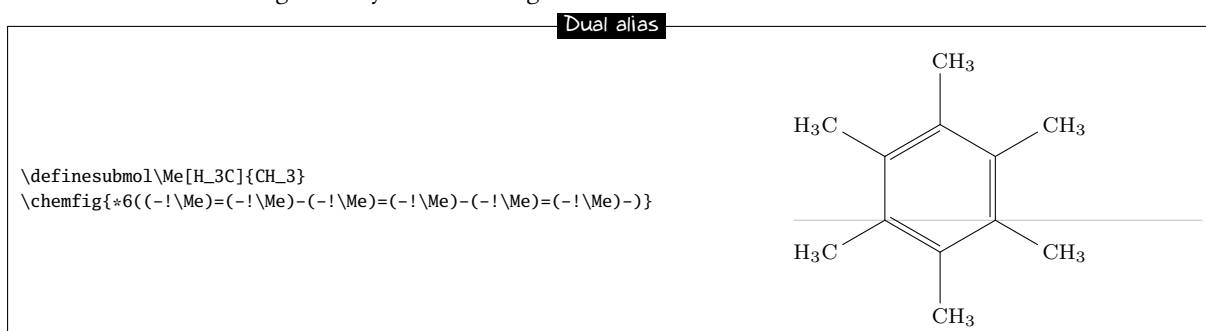 Dual alias
\definesubmol\Me[H_3C]{CH_3}
\chemfig{*6((-!\Me)=(-!\Me)-(-!\Me)=(-!\Me)-(-!\Me)=(-!\Me)-)}
CH3
H3C
CH3
H3C
CH3
CH3